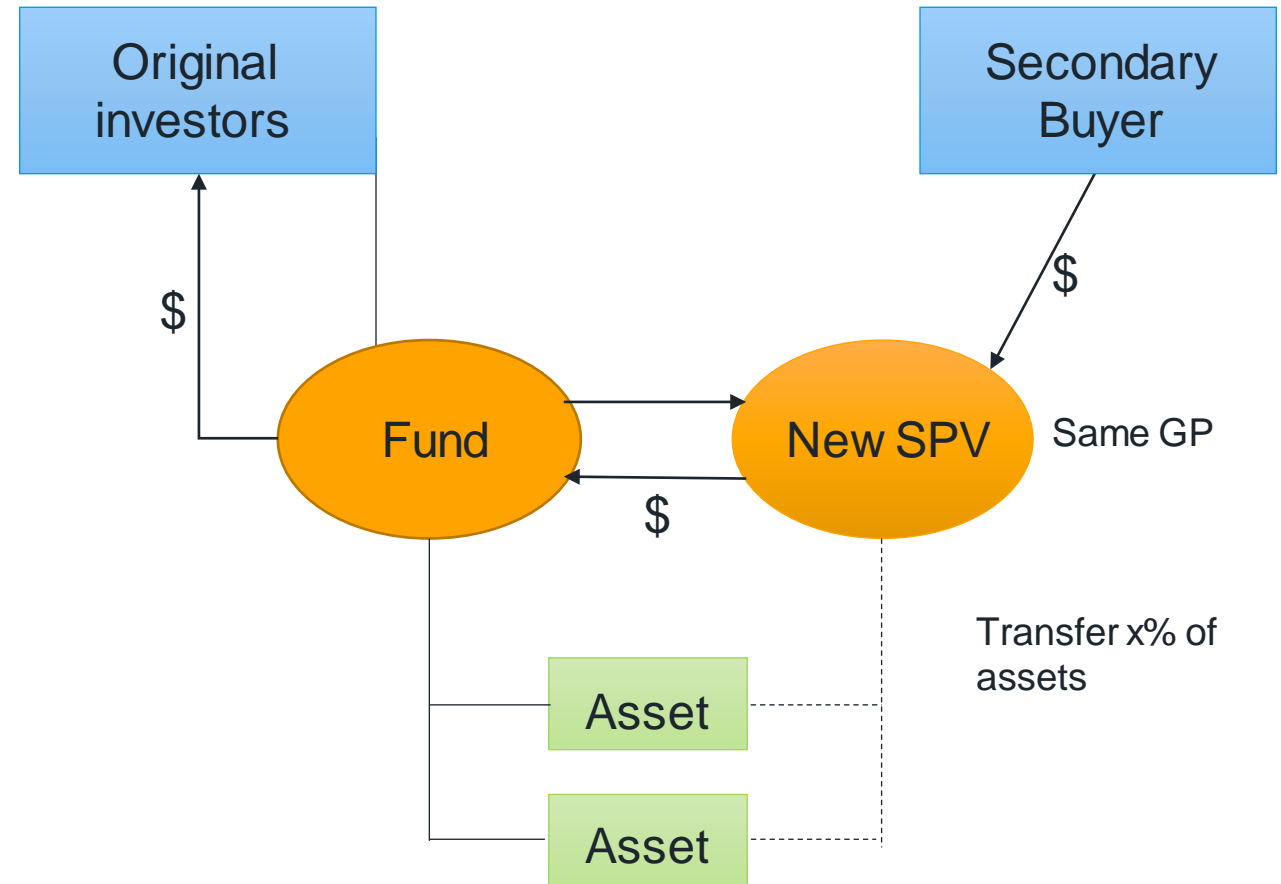 Original
investors
Secondary
Buyer
$
$
Fund
New SPV
Same GP
$
Transfer x% of
assets
Asset
Asset